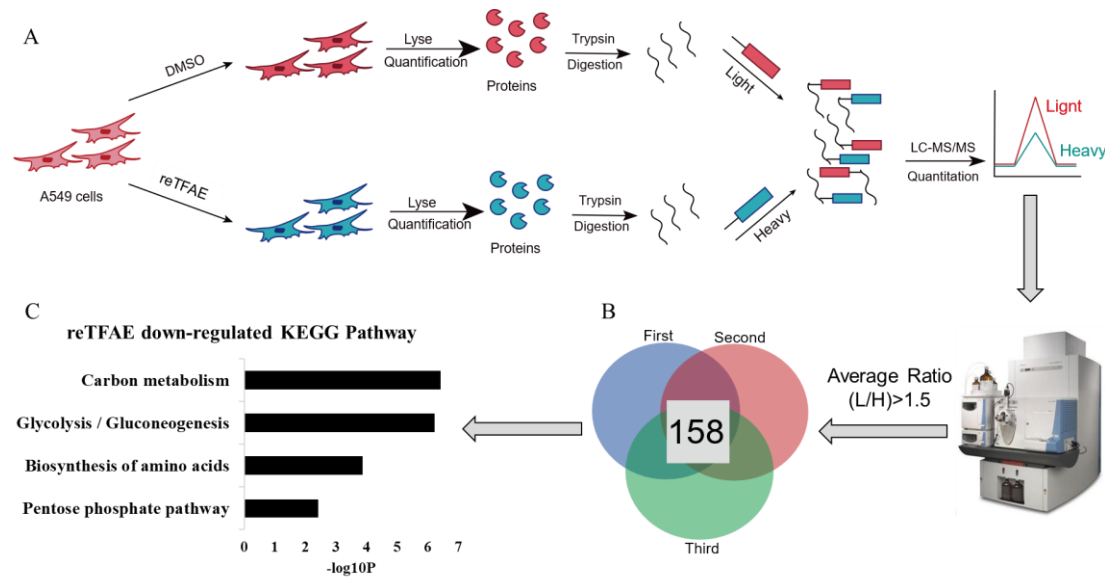 A
DMSO
Lyse
Quantification
Proteins
Trypsin
Digestion
Light
LC-MS/MS
Quantitation
Lignt
Heavy
A549 cells
reTFAE
Lyse
Quantification
Proteins
Trypsin
Digestion
Heavy
C
reTFAE down-regulated KEGG Pathway
Carbon metabolism
Glycolysis / Gluconeogenesis
Biosynthesis of amino acids
Pentose phosphate pathway
0 1 2 3 4 5 6 7
-log10P
B
First
Second
158
Third
Average Ratio
(L/H)>1.5